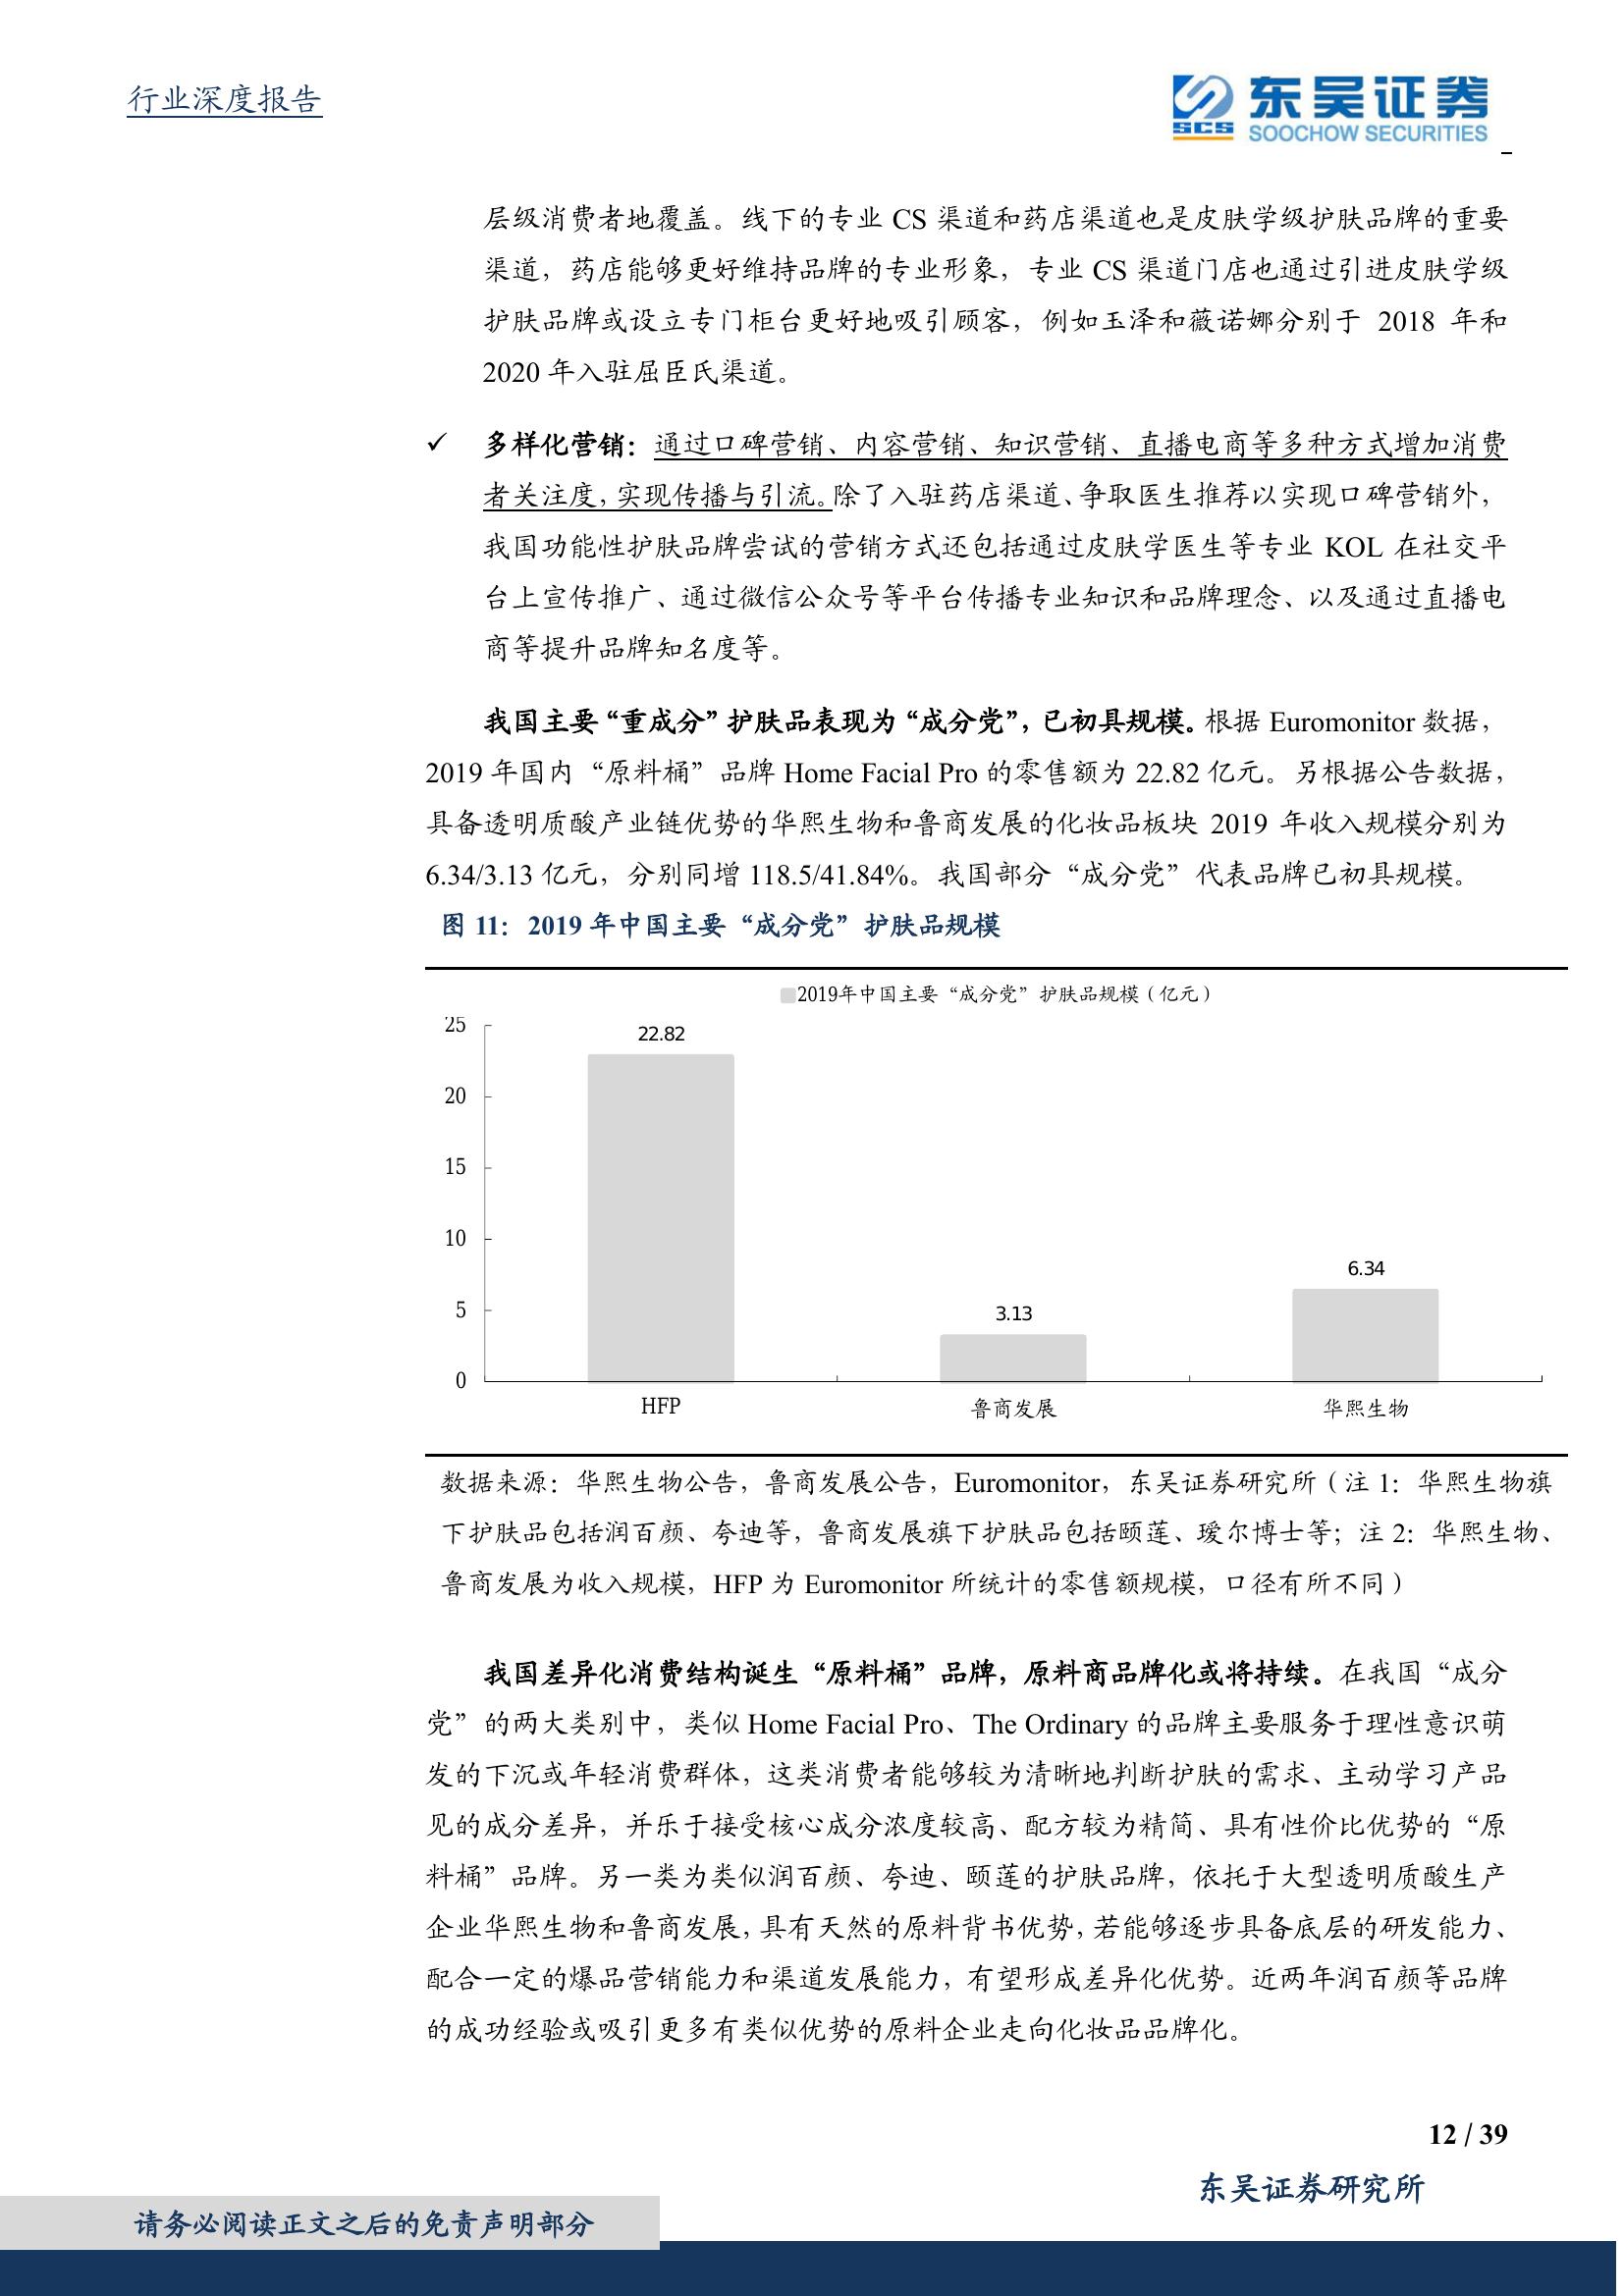 行业深度报告
SCS 东吴证券
SOOCHOW SECURITIES
层级消费者地覆盖。线下的专业 CS 渠道和药店渠道也是皮肤学级护肤品牌的重要
渠道，药店能够更好维持品牌的专业形象，专业 CS 渠道门店也通过引进皮肤学级
护肤品牌或设立专门柜台更好地吸引顾客，例如玉泽和薇诺娜分别于 2018 年和
2020 年入驻屈臣氏渠道。
✓ 多样化营销：通过口碑营销、内容营销、知识营销、直播电商等多种方式增加消费
者关注度，实现传播与引流。除了入驻药店渠道、争取医生推荐以实现口碑营销外，
我国功能性护肤品牌尝试的营销方式还包括通过皮肤学医生等专业 KOL 在社交平
台上宣传推广、通过微信公众号等平台传播专业知识和品牌理念、以及通过直播电
商等提升品牌知名度等。
我国主要“重成分”护肤品表现为“成分党”，已初具规模。根据 Euromonitor 数据，
2019 年国内“原料桶”品牌 Home Facial Pro 的零售额为 22.82 亿元。另根据公告数据，
具备透明质酸产业链优势的华熙生物和鲁商发展的化妆品板块 2019 年收入规模分别为
6.34/3.13 亿元，分别同增 118.5/41.84%。我国部分“成分党”代表品牌已初具规模。
图 11：2019 年中国主要“成分党”护肤品规模
2019年中国主要“成分党”护肤品规模（亿元）
25
20
15
10
5
0
22.82
3.13
6.34
HFP
鲁商发展
华熙生物
数据来源：华熙生物公告，鲁商发展公告，Euromonitor，东吴证券研究所（注 1：华熙生物旗
下护肤品包括润百颜、夸迪等，鲁商发展旗下护肤品包括颐莲、瑷尔博士等；注 2：华熙生物、
鲁商发展为收入规模，HFP 为 Euromonitor 所统计的零售额规模，口径有所不同）
我国差异化消费结构诞生“原料桶”品牌，原料商品牌化或将持续。在我国“成分
党”的两大类别中，类似 Home Facial Pro、The Ordinary 的品牌主要服务于理性意识萌
发的下沉或年轻消费群体，这类消费者能够较为清晰地判断护肤的需求、主动学习产品
见的成分差异，并乐于接受核心成分浓度较高、配方较为精简、具有性价比优势的“原
料桶”品牌。另一类为类似润百颜、夸迪、颐莲的护肤品牌，依托于大型透明质酸生产
企业华熙生物和鲁商发展，具有天然的原料背书优势，若能够逐步具备底层的研发能力、
配合一定的爆品营销能力和渠道发展能力，有望形成差异化优势。近两年润百颜等品牌
的成功经验或吸引更多有类似优势的原料企业走向化妆品品牌化。
12 / 39
东吴证券研究所
请务必阅读正文之后的免责声明部分